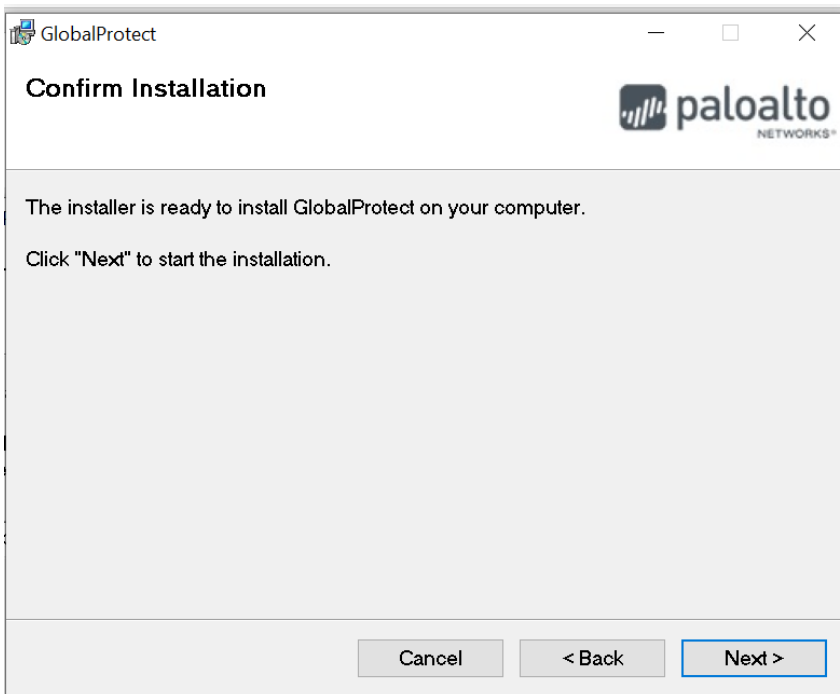 GlobalProtect
Confirm Installation
paloalto
NETWORKS®
The installer is ready to install GlobalProtect on your computer.
Click "Next" to start the installation.
Cancel
< Back
Next >